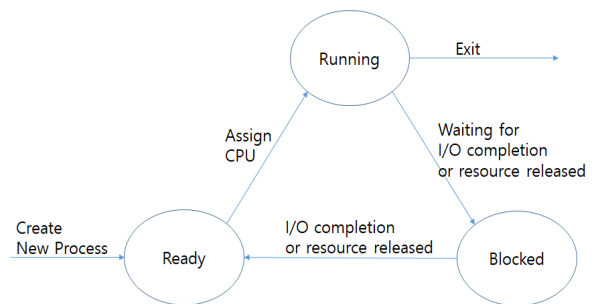 Running
Exit
Assign
CPU
Waiting for
I/O completion
or resource released
Create
New Process
Ready
I/O completion
or resource released
Blocked